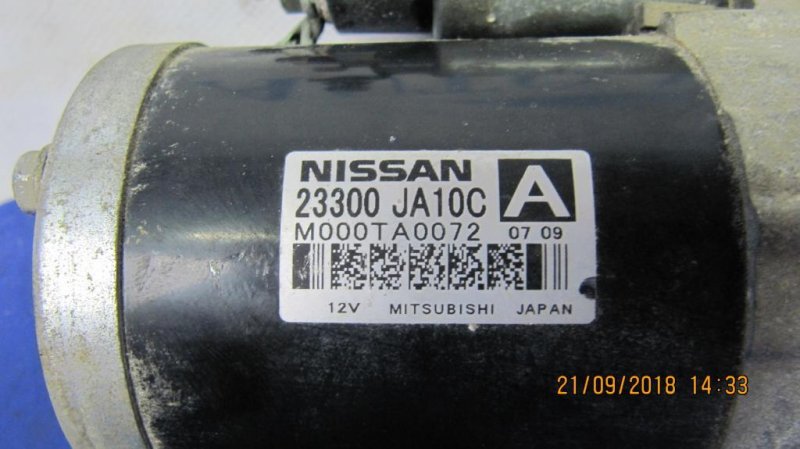 NISSAN A
23300 JA10C
M000TA0072 07 09
12V MITSUBISHI JAPAN
21/09/2018 14:33